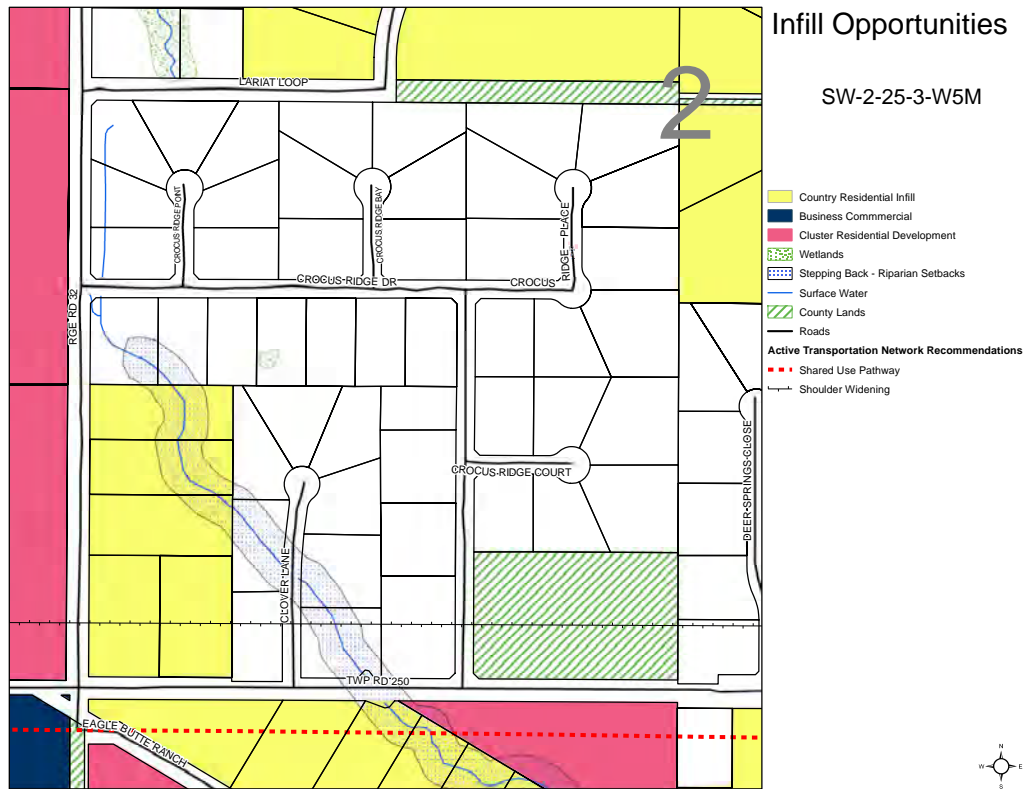 Infill Opportunities
SW-2-25-3-W5M
2
LARIAT LOOP
CROCUS RIDGE POINT
CROCUS RIDGE BAY
RIDGE PLACE
CROCUS RIDGE DR
CROCUS
RGE RD 32
CROCUS RIDGE COURT
DEER SPRINGS CLOSE
CLOVER LANE
TWP RD 250
EAGLE BUTTE RANCH
Country Residential Infill
Business Commmercial
Cluster Residential Development
Wetlands
Stepping Back - Riparian Setbacks
Surface Water
County Lands
Roads
Active Transportation Network Recommendations
Shared Use Pathway
Shoulder Widening
N
W E
S